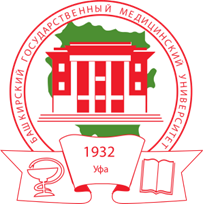 БАШКИРСКИЙ ГОСУДАРСТВЕННЫЙ МЕДИЦИНСКИЙ УНИВЕРСИТЕТ
1932
Уфа